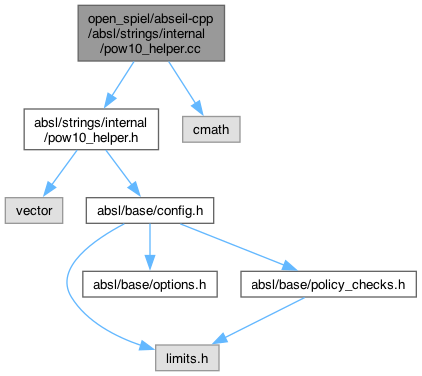 open_spiel/abseil-cpp
/absl/strings/internal
/pow10_helper.cc
absl/strings/internal
/pow10_helper.h
cmath
vector
absl/base/config.h
absl/base/options.h
absl/base/policy_checks.h
limits.h